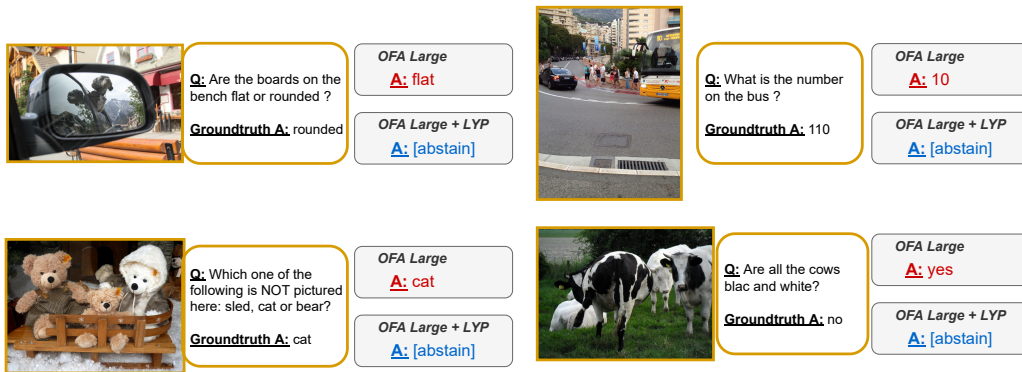 Q: Are the boards on the
bench flat or rounded ?
Groundtruth A: rounded
OFA Large
A: flat
OFA Large + LYP
A: [abstain]
Q: What is the number
on the bus ?
Groundtruth A: 110
OFA Large
A: 10
OFA Large + LYP
A: [abstain]
Q: Which one of the
following is NOT pictured
here: sled, cat or bear?
Groundtruth A: cat
OFA Large
A: cat
OFA Large + LYP
A: [abstain]
Q: Are all the cows
blac and white?
Groundtruth A: no
OFA Large
A: yes
OFA Large + LYP
A: [abstain]